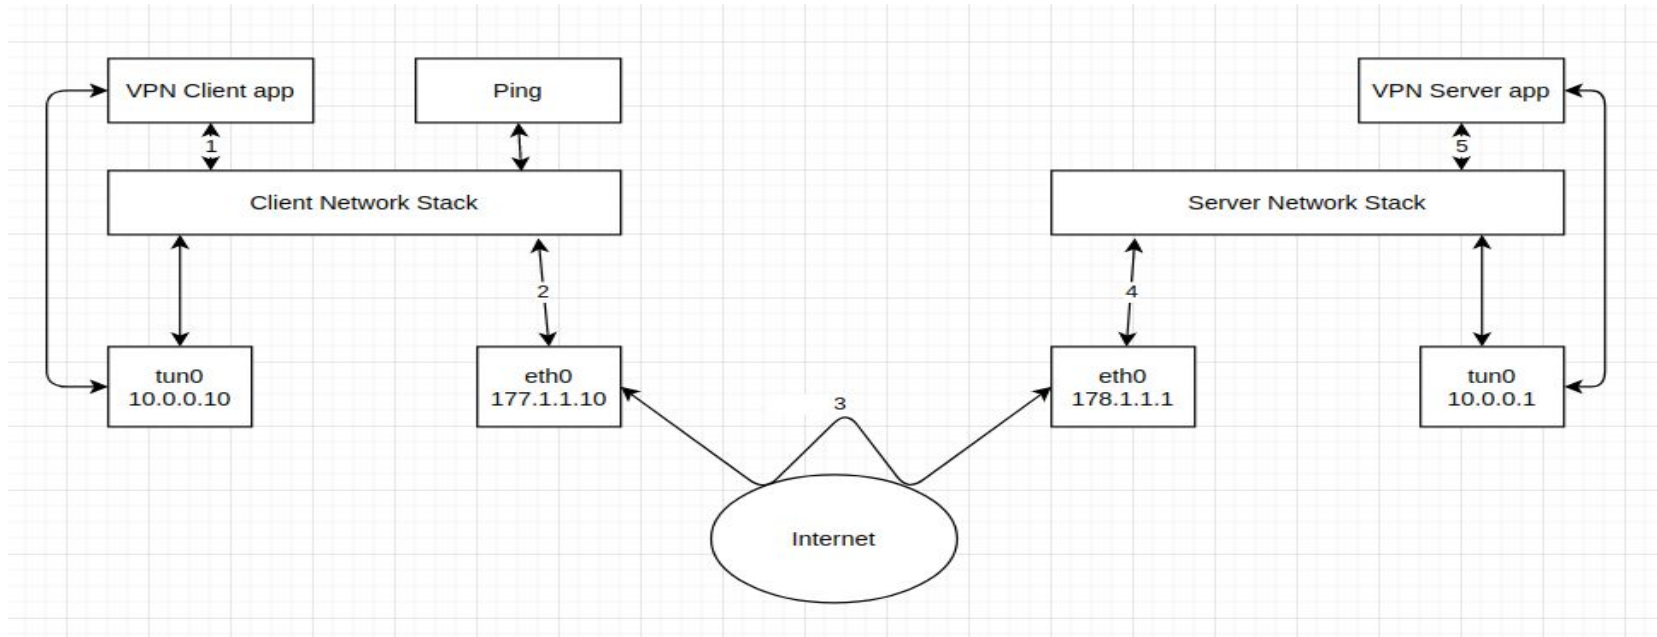 VPN Client app
Ping
VPN Server app
1
5
Client Network Stack
Server Network Stack
2
4
tun0
10.0.0.10
eth0
177.1.1.10
3
eth0
178.1.1.1
tun0
10.0.0.1
Internet